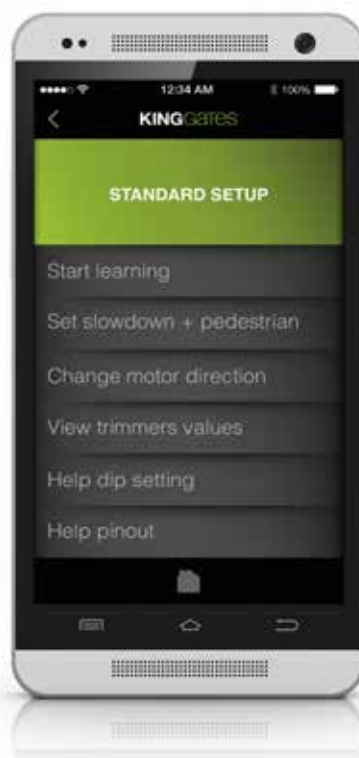 12:34 AM 100%
KINGGATES
STANDARD SETUP
Start learning
Set slowdown + pedestrian
Change motor direction
View trimmers values
Help dip setting
Help pinout